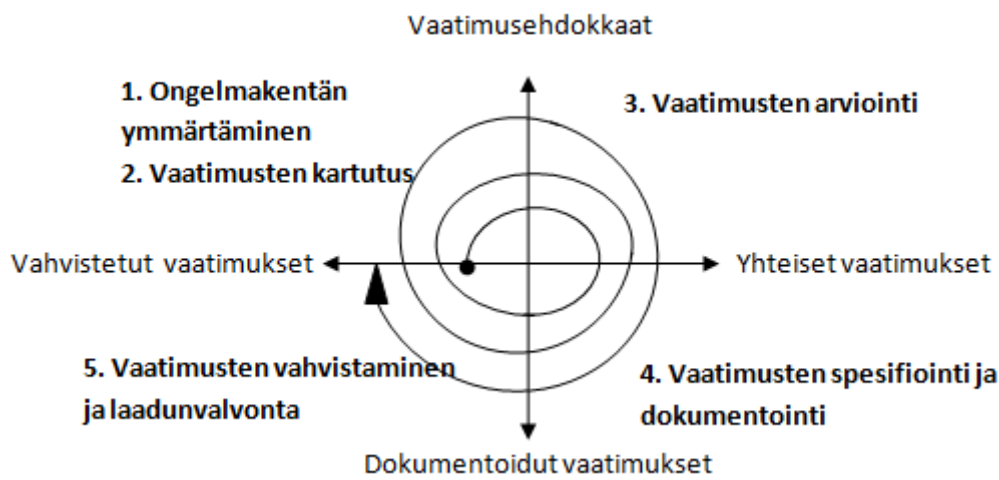 Vaatimusehdokkaat
1. Ongelmakentän
ymmärtäminen
2. Vaatimusten kartutus
3. Vaatimusten arviointi
Vahvistetut vaatimukset
Yhteiset vaatimukset
5. Vaatimusten vahvistaminen
ja laadunvalvonta
4. Vaatimusten spesifiointi ja
dokumentointi
Dokumentoidut vaatimukset